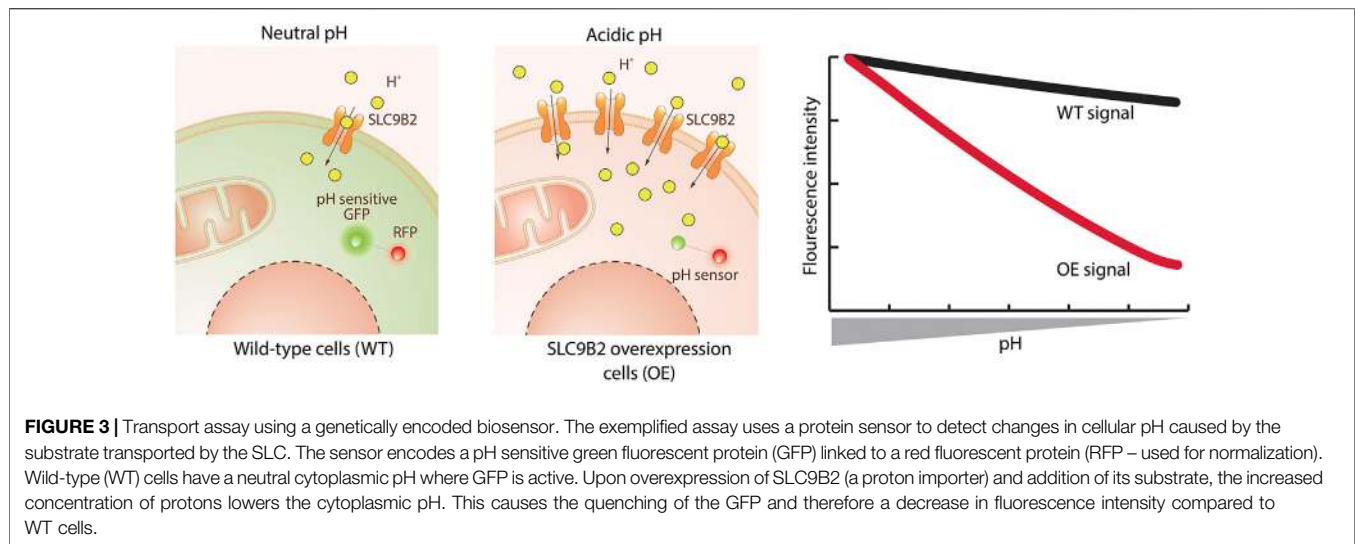 Neutral pH
H+
SLC9B2
pH sensitive
GFP
RFP
Wild-type cells (WT)
Acidic pH
H+
SLC9B2
pH sensor
SLC9B2 overexpression
cells (OE)
Flourescence intensity
WT signal
OE signal
pH
FIGURE 3 | Transport assay using a genetically encoded biosensor. The exemplified assay uses a protein sensor to detect changes in cellular pH caused by the
substrate transported by the SLC. The sensor encodes a pH sensitive green fluorescent protein (GFP) linked to a red fluorescent protein (RFP – used for normalization).
Wild-type (WT) cells have a neutral cytoplasmic pH where GFP is active. Upon overexpression of SLC9B2 (a proton importer) and addition of its substrate, the increased
concentration of protons lowers the cytoplasmic pH. This causes the quenching of the GFP and therefore a decrease in fluorescence intensity compared to
WT cells.